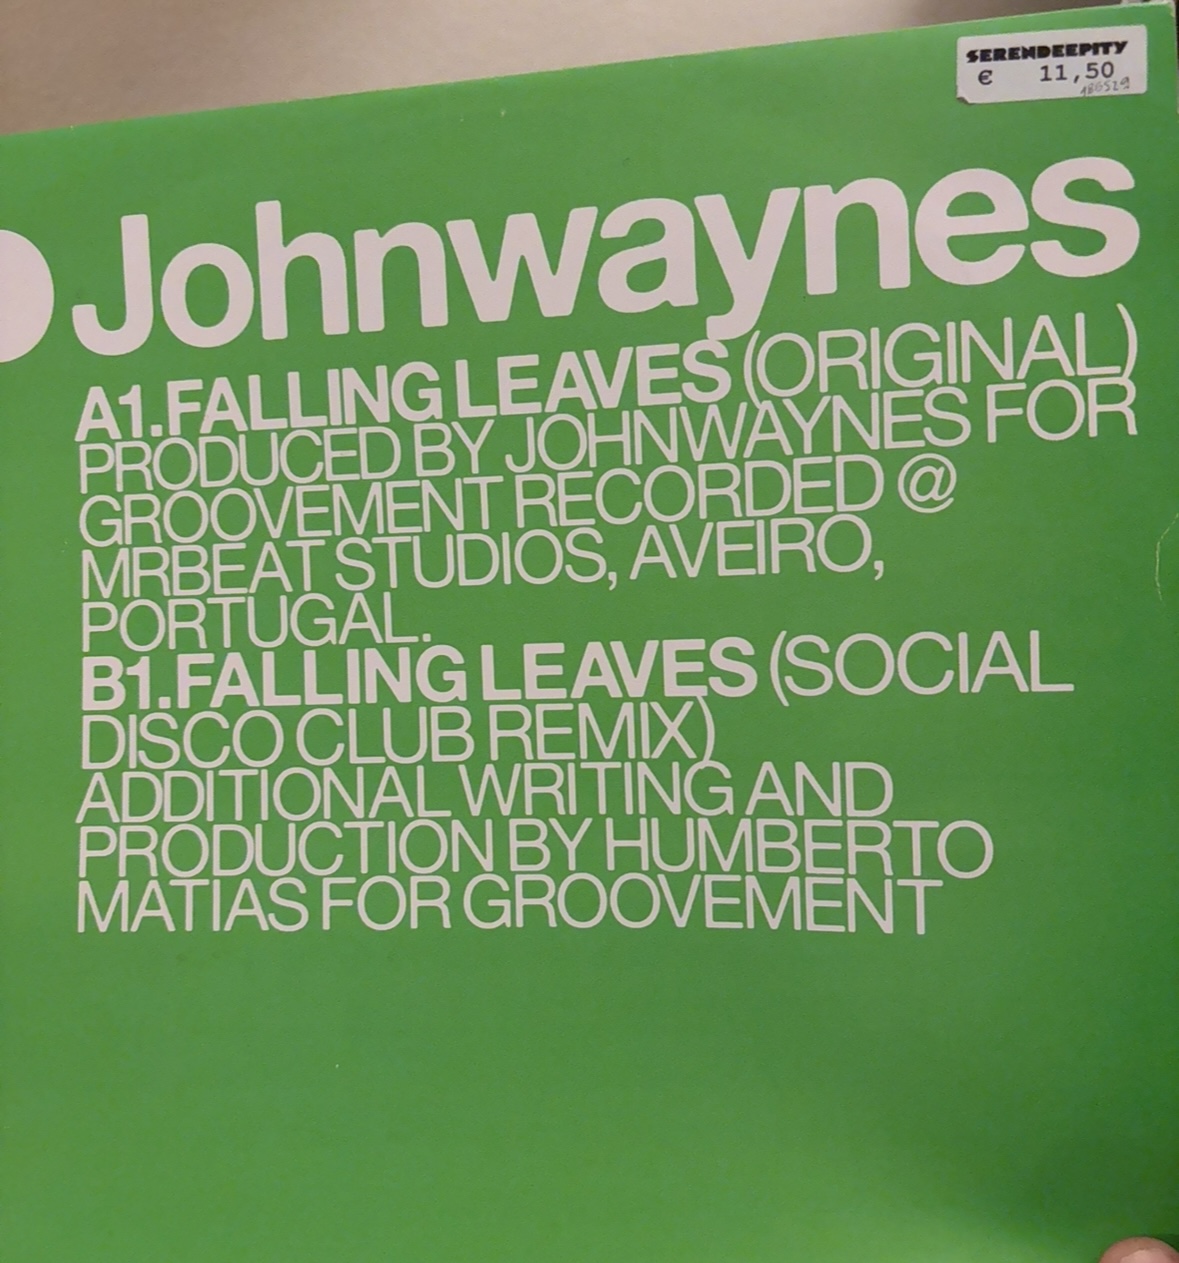 SERENDEEPITY
€ 11,50
Johnwaynes
A1.FALLING LEAVES (ORIGINAL)
PRODUCED BY JOHNWAYNES FOR
GROOVEMENT RECORDED @
MRBEAT STUDIOS, AVEIRO,
PORTUGAL.
B1.FALLING LEAVES (SOCIAL
DISCO CLUB REMIX)
ADDITIONAL WRITING AND
PRODUCTION BY HUMBERTO
MATIAS FOR GROOVEMENT